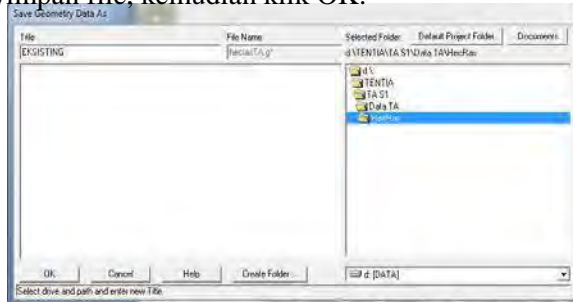 menyimpan file, kemudian klik OK.
Save Geometry Data As
Title File Name Selected Folder Default Project Folder Documents
EKSISTING hecrasTA.g* d:\TENTIA\TA S1\Data TA\HecRas
d:\
TENTIA
TA S1
Data TA
HecRas
OK Cancel Help Create Folder... d: [DATA]
Select drive and path and enter new Title.